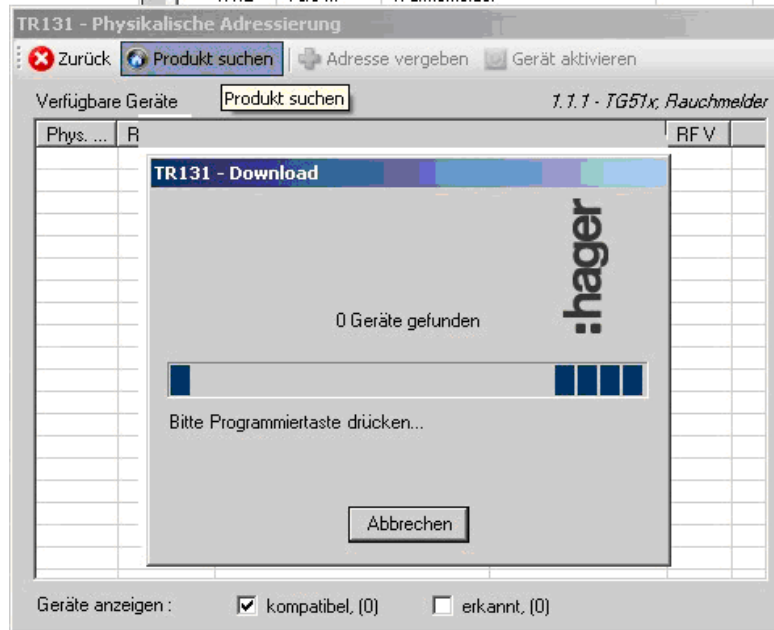 TR131 - Physikalische Adressierung
Zurück Produkt suchen Adresse vergeben Gerät aktivieren
Verfügbare Geräte Produkt suchen 1.1.1 - TG51x, Rauchmelder
Phys. ... R RF V
TR131 - Download
:hager
0 Geräte gefunden
Bitte Programmiertaste drücken...
Abbrechen
Geräte anzeigen : kompatibel, (0) erkannt, (0)